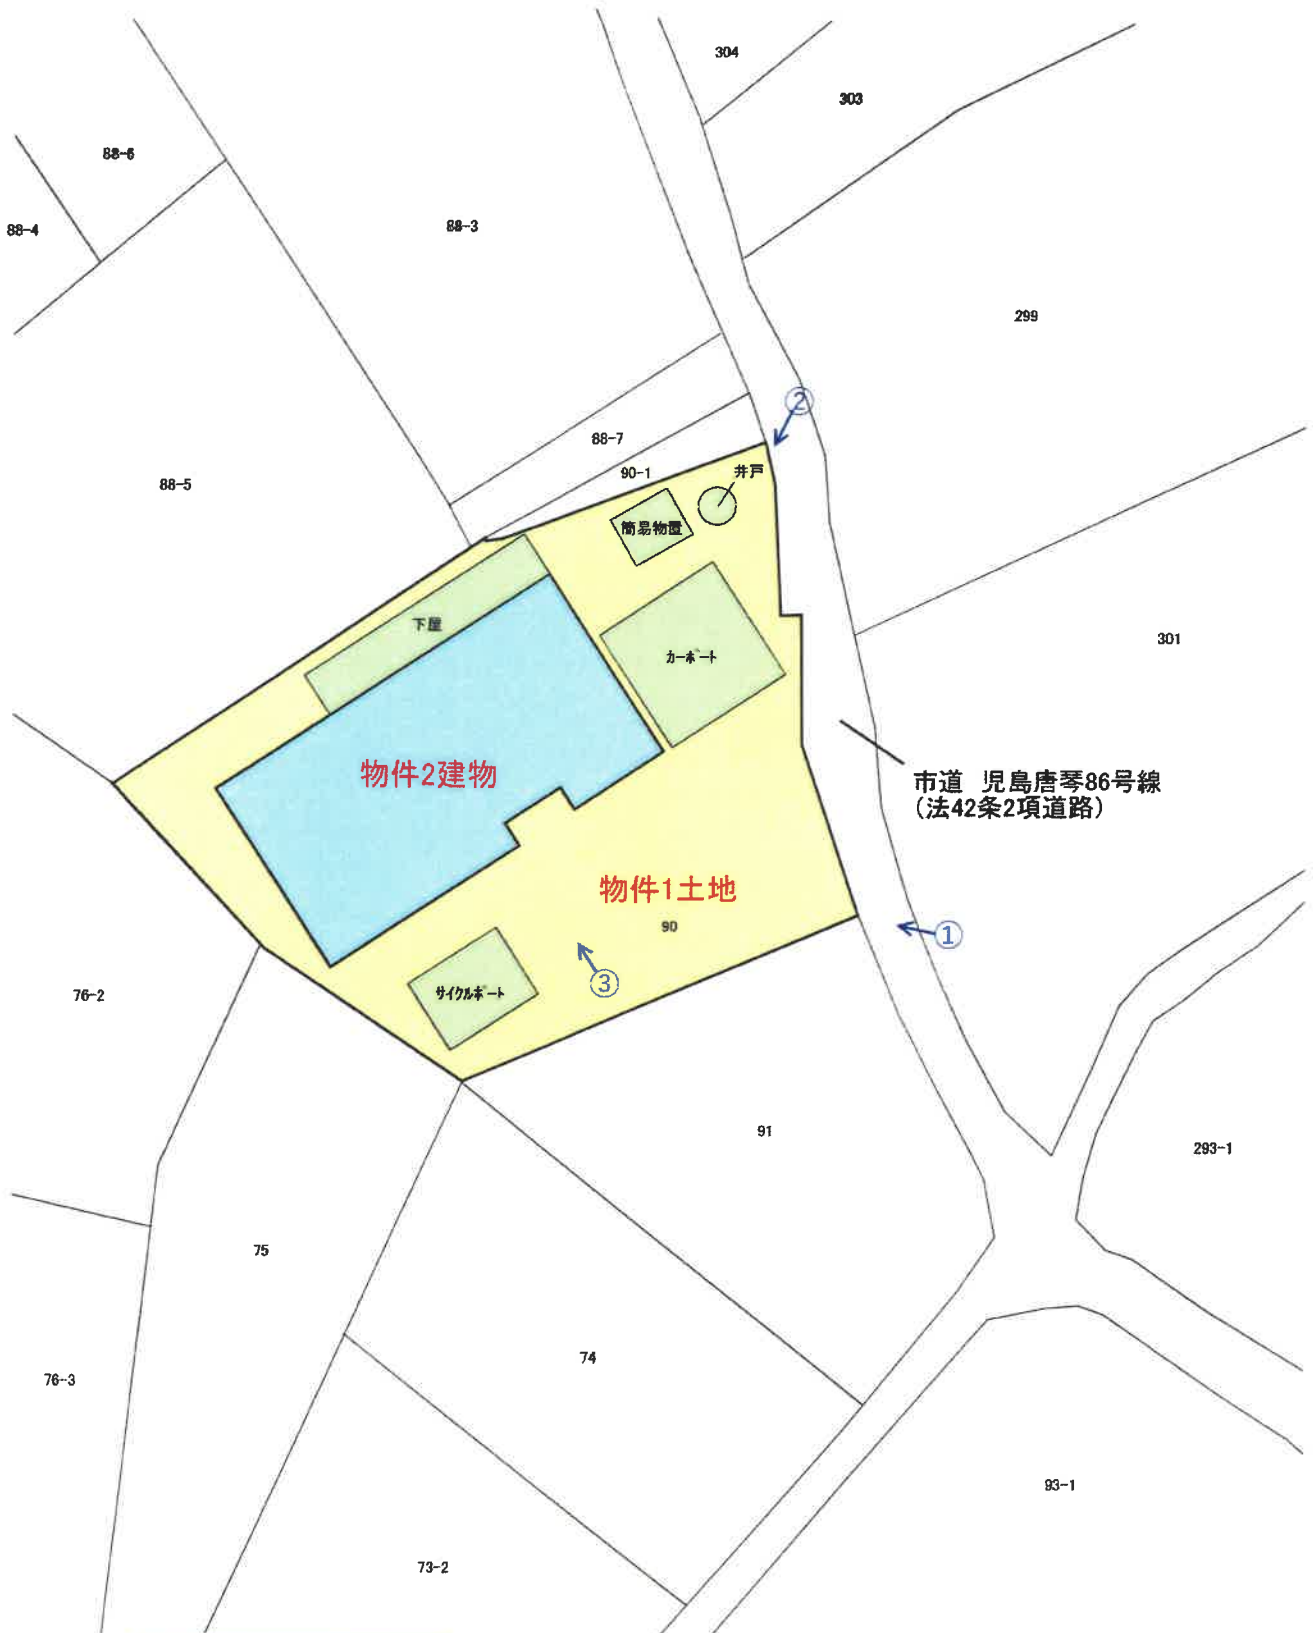 304
303
88-6
88-4
88-3
299
②
88-7
90-1
井戸
88-5
簡易物置
下屋
カーポート
301
物件2建物
市道 児島唐琴86号線
(法42条2項道路)
物件1土地
90
①
③
サイクルポート
76-2
91
293-1
75
74
76-3
93-1
73-2